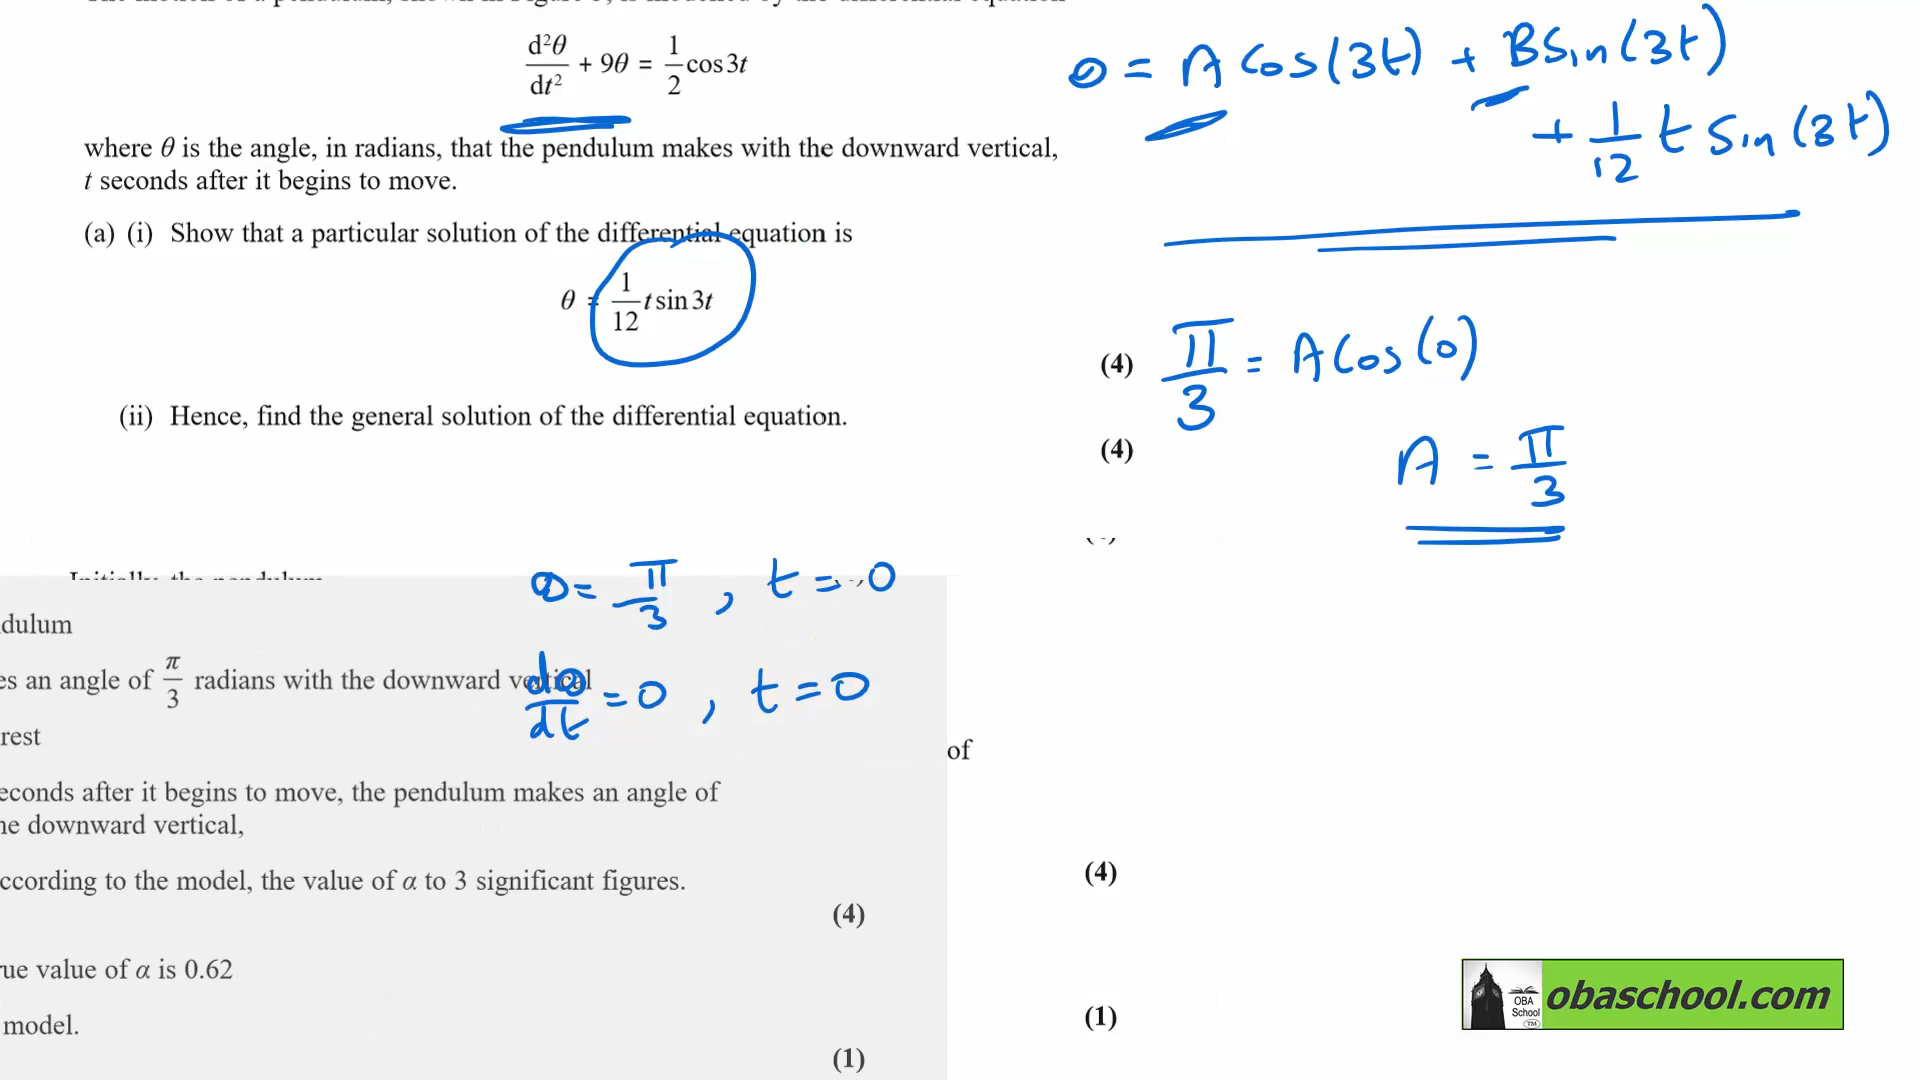 d²θ/dt² + 9θ = 1/2 cos3t
where θ is the angle, in radians, that the pendulum makes with the downward vertical,
t seconds after it begins to move.
(a) (i) Show that a particular solution of the differential equation is
θ = 1/12 t sin 3t
(4)
(ii) Hence, find the general solution of the differential equation.
(4)
θ = A Cos(3t) + B Sin(3t)
+ 1/12 t Sin(3t)
π/3 = A Cos(0)
A = π/3
θ = π/3 , t = 0
dθ/dt = 0 , t = 0
dulum
es an angle of π/3 radians with the downward vertical
rest
of
econds after it begins to move, the pendulum makes an angle of
ne downward vertical,
(4)
ccording to the model, the value of α to 3 significant figures.
(4)
ue value of α is 0.62
model.
(1)
(1)
OBA
School
TM
obaschool.com